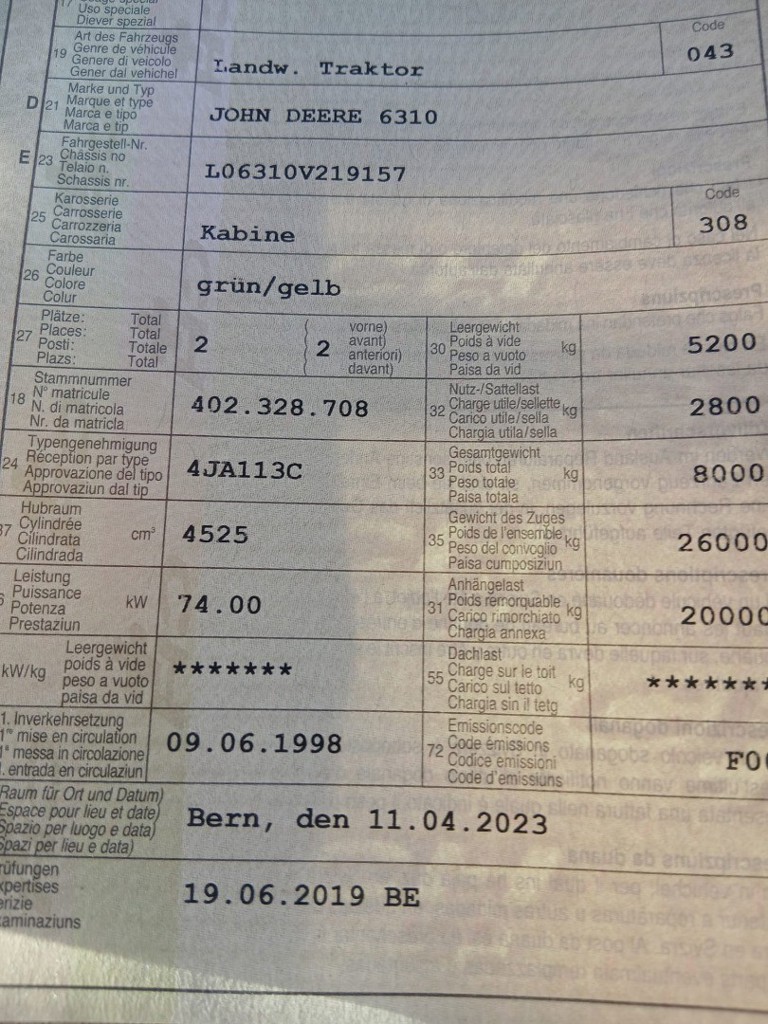 17
Uso speciale
Diever spezial
19
Art des Fahrzeugs
Genre de véhicule
Genere di veicolo
Gener dal vehichel
Landw. Traktor
Code
043
D 21
Marke und Typ
Marque et type
Marca e tipo
Marca e tip
JOHN DEERE 6310
E 23
Fahrgestell-Nr.
Châssis no
Telaio n.
Schassis nr.
L06310V219157
25
Karosserie
Carrosserie
Carrozzeria
Carossaria
Kabine
Code
308
26
Farbe
Couleur
Colore
Colur
grün/gelb
27
Plätze: Total
Places: Total
Posti: Totale
Plazs: Total
2
2
vorne)
avant)
anteriori)
davant)
30
Leergewicht
Poids à vide
Peso a vuoto
Paisa da vid
kg
5200
18
Stammnummer
N° matricule
N. di matricola
Nr. da matricla
402.328.708
32
Nutz-/Sattellast
Charge utile/sellette
Carico utile/sella
Chargia utila/sella
kg
2800
24
Typengenehmigung
Réception par type
Approvazione del tipo
Approvaziun dal tip
4JA113C
33
Gesamtgewicht
Poids total
Peso totale
Paisa totala
kg
8000
37
Hubraum
Cylindrée
Cilindrata
Cilindrada
cm³
4525
35
Gewicht des Zuges
Poids de l'ensemble
Peso del convoglio
Paisa cumposiziun
kg
26000
Leistung
Puissance
Potenza
Prestaziun
kW
74.00
31
Anhängelast
Poids remorquable
Carico rimorchiato
Chargia annexa
kg
20000
kW/kg
Leergewicht
poids à vide
peso a vuoto
paisa da vid
*******
55
Dachlast
Charge sur le toit
Carico sul tetto
Chargia sin il tetg
kg
*******
1. Inverkehrsetzung
1re mise en circulation
1a messa in circolazione
1. entrada en circulaziun
09.06.1998
72
Emissionscode
Code émissions
Codice emissioni
Code d'emissiuns
F0
Raum für Ort und Datum)
Espace pour lieu et date)
Spazio per luogo e data)
Spazi per lieu e data)
Bern, den 11.04.2023
rüfungen
xpertises
erizie
xaminaziuns
19.06.2019 BE